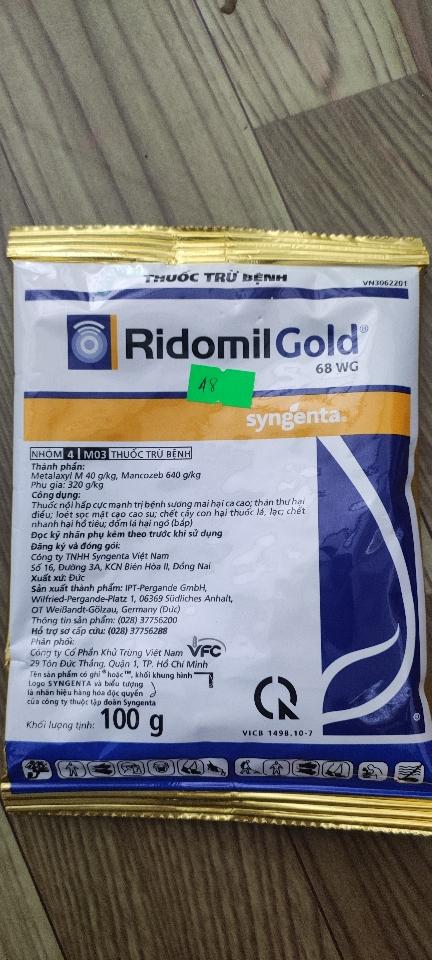 THUỐC TRỪ BỆNH
VN3062201
RidomilGold®
68 WG
A8
syngenta®
NHÓM 4 M03 THUỐC TRỪ BỆNH
Thành phần:
Metalaxyl M 40 g/kg, Mancozeb 640 g/kg
Phụ gia: 320 g/kg
Công dụng:
Thuốc nội hấp cực mạnh trị bệnh sương mai hại ca cao; thán thư hại
điều; loét sọc mặt cạo cao su; chết cây con hại thuốc lá, lạc; chết
nhanh hại hồ tiêu; đốm lá hại ngô (bắp)
Đọc kỹ nhãn phụ kèm theo trước khi sử dụng
Đăng ký và đóng gói:
Công ty TNHH Syngenta Việt Nam
Số 16, Đường 3A, KCN Biên Hòa II, Đồng Nai
Xuất xứ: Đức
Sản xuất thành phẩm: IPT-Pergande GmbH,
Wilfried-Pergande-Platz 1, 06369 Südliches Anhalt,
OT Weißandt-Gölzau, Germany (Đức)
Thông tin sản phẩm: (028) 37756200
Hỗ trợ sơ cấp cứu: (028) 37756288
Phân phối:
Công ty Cổ Phần Khử Trùng Việt Nam
VFC
29 Tôn Đức Thắng, Quận 1, TP. Hồ Chí Minh
Tên sản phẩm có ghi ® hoặc ™, khối khung hình
Logo SYNGENTA và biểu tượng
là nhãn hiệu hàng hóa độc quyền
của công ty thuộc tập đoàn Syngenta
Khối lượng tịnh: 100 g
VICB 1498.10-7
®